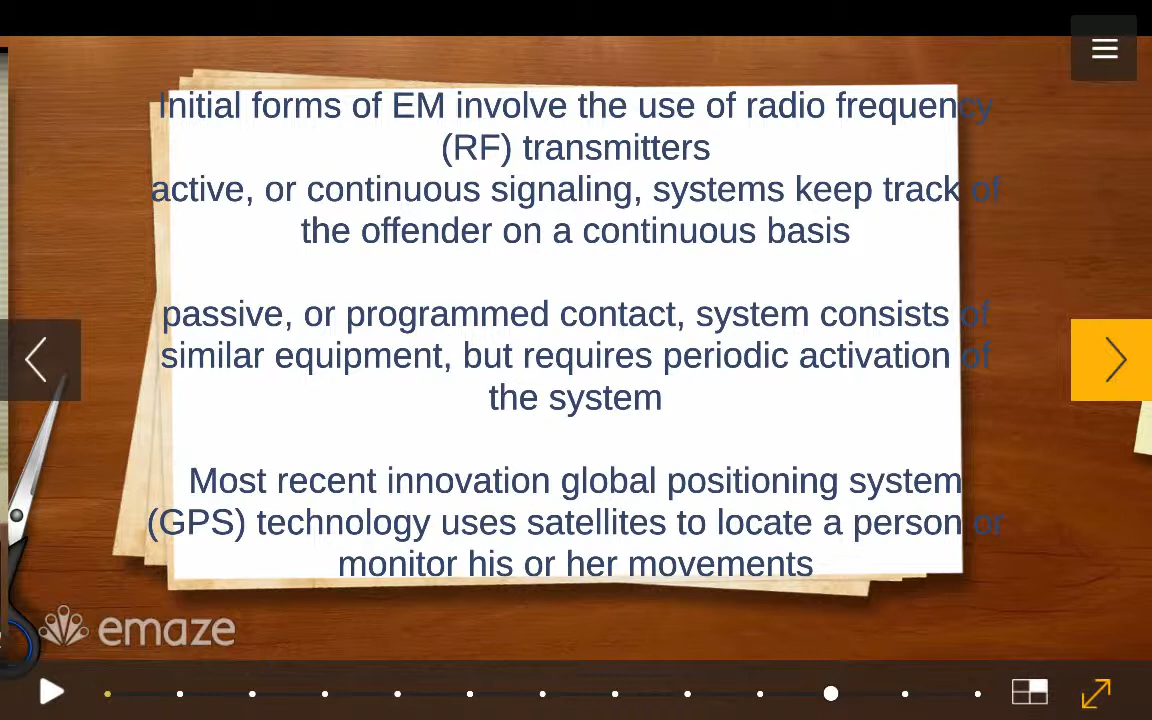 Initial forms of EM involve the use of radio frequency
(RF) transmitters
active, or continuous signaling, systems keep track of
the offender on a continuous basis
passive, or programmed contact, system consists of
similar equipment, but requires periodic activation of
the system
Most recent innovation global positioning system
(GPS) technology uses satellites to locate a person or
monitor his or her movements
emaze